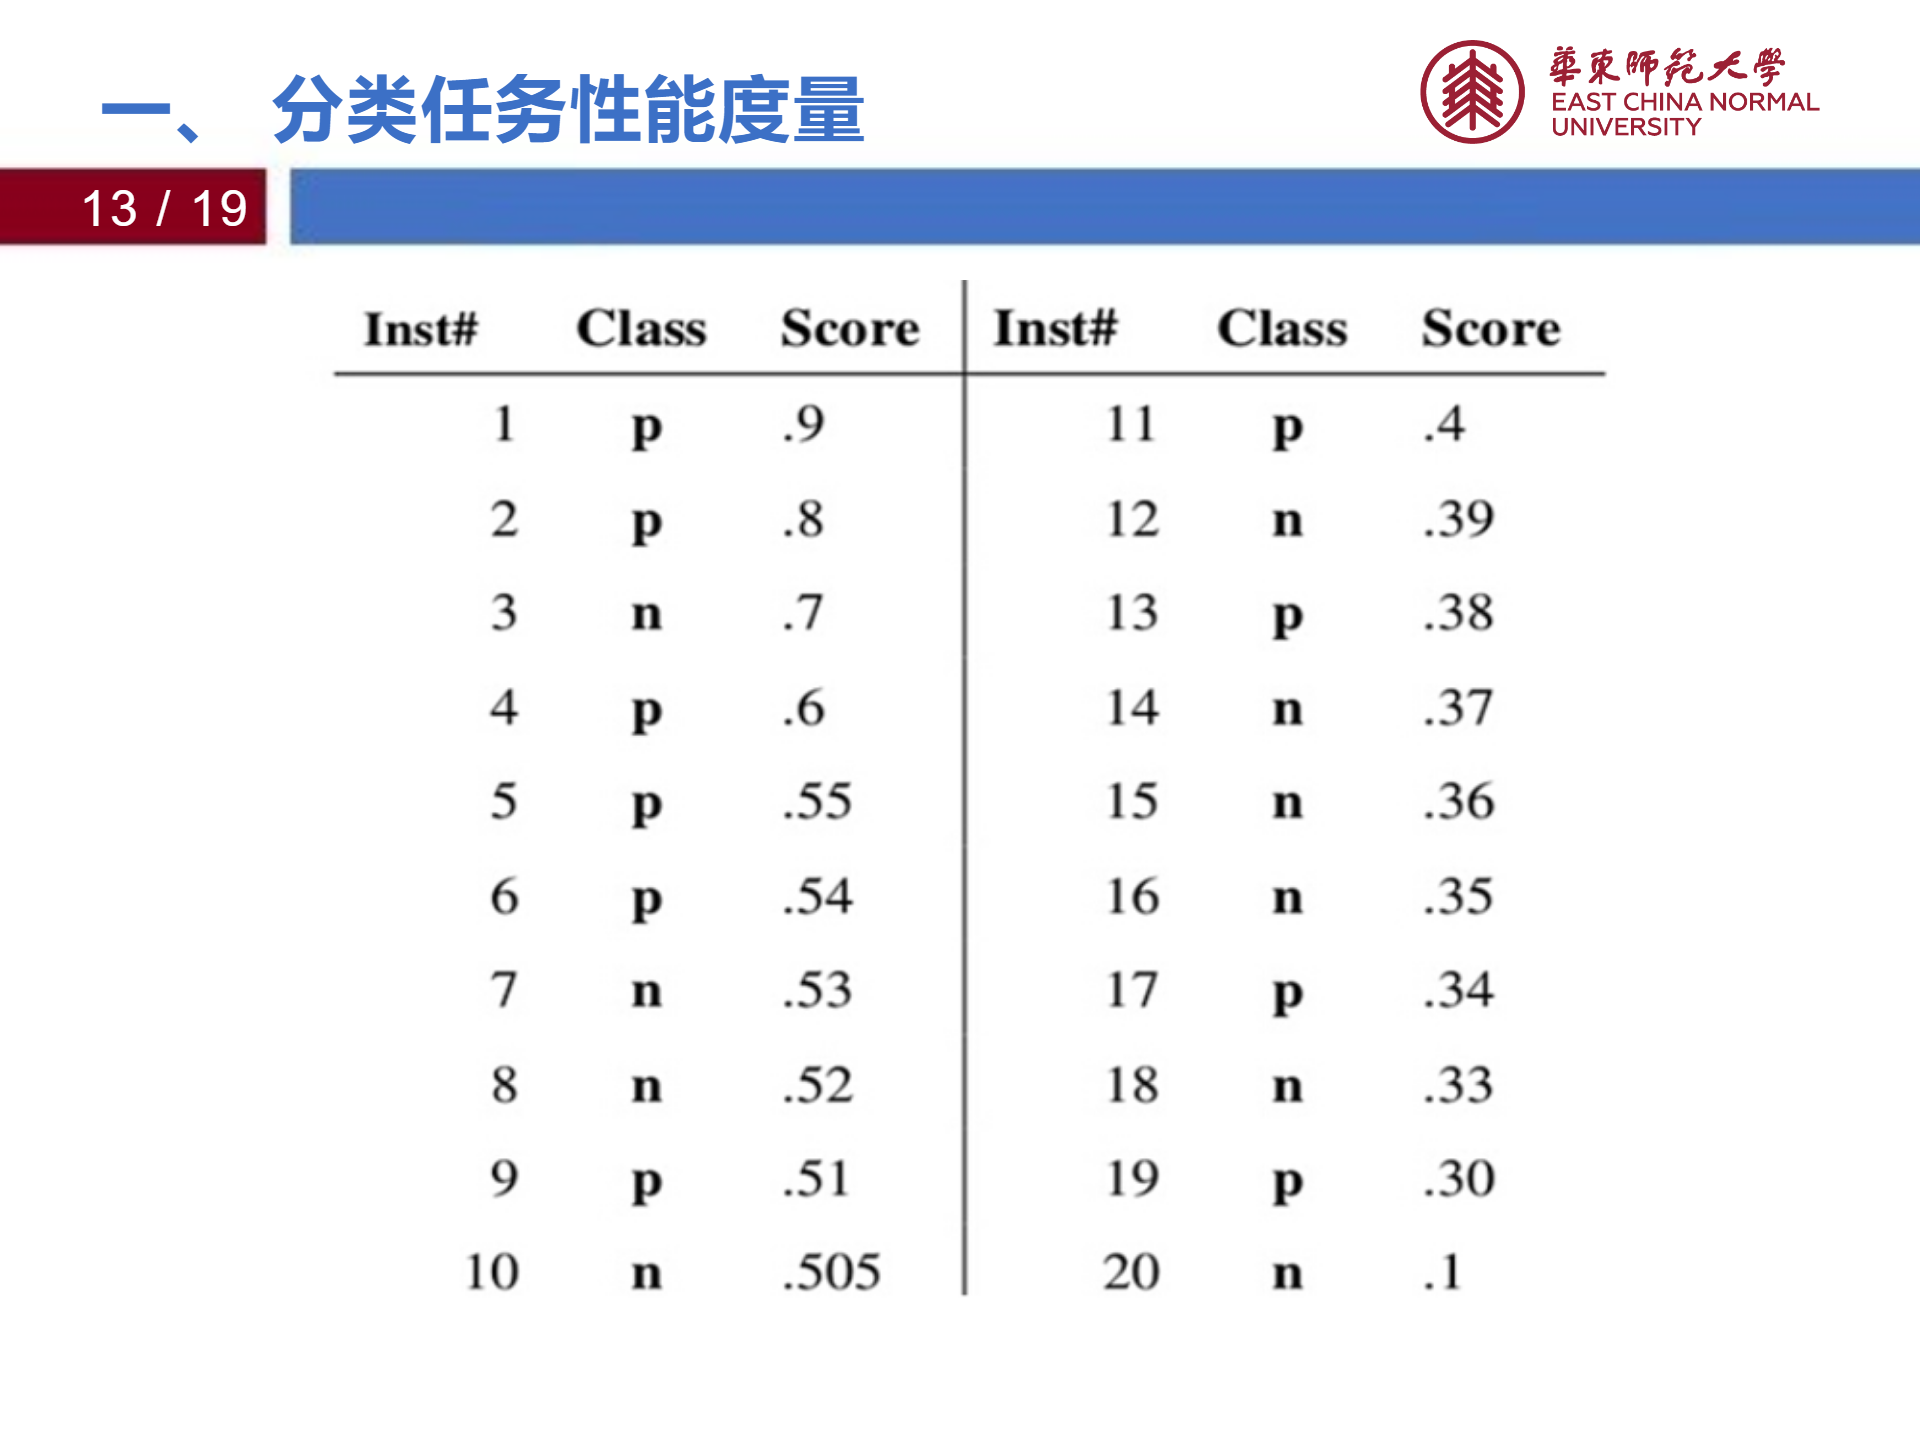 一、 分类任务性能度量
華東師範大學
EAST CHINA NORMAL
UNIVERSITY
13 / 19
Inst# Class Score Inst# Class Score
1 p .9 11 p .4
2 p .8 12 n .39
3 n .7 13 p .38
4 p .6 14 n .37
5 p .55 15 n .36
6 p .54 16 n .35
7 n .53 17 p .34
8 n .52 18 n .33
9 p .51 19 p .30
10 n .505 20 n .1